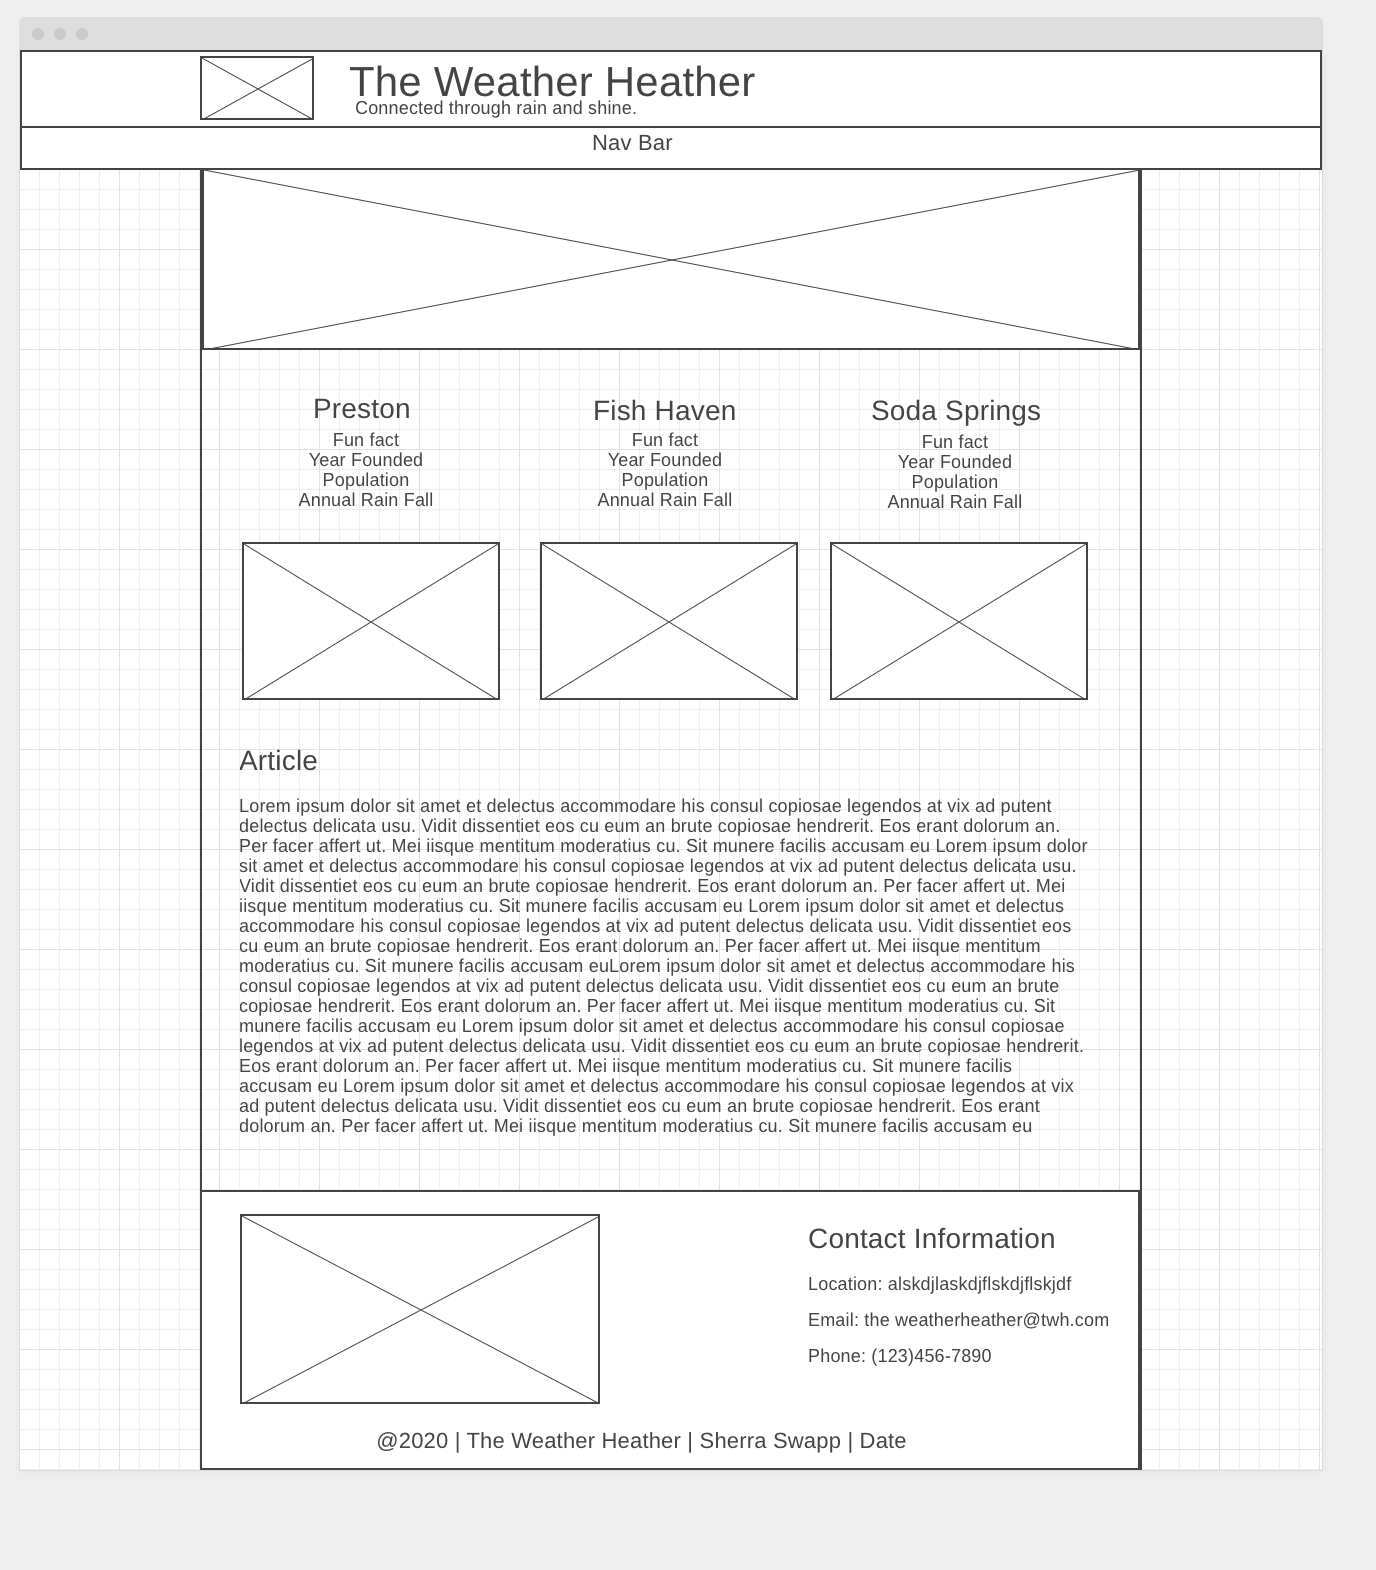 The Weather Heather
Connected through rain and shine.
Nav Bar
Preston
Fun fact
Year Founded
Population
Annual Rain Fall
Fish Haven
Fun fact
Year Founded
Population
Annual Rain Fall
Soda Springs
Fun fact
Year Founded
Population
Annual Rain Fall
Article
Lorem ipsum dolor sit amet et delectus accommodare his consul copiosae legendos at vix ad putent
delectus delicata usu. Vidit dissentiet eos cu eum an brute copiosae hendrerit. Eos erant dolorum an.
Per facer affert ut. Mei iisque mentitum moderatius cu. Sit munere facilis accusam eu Lorem ipsum dolor
sit amet et delectus accommodare his consul copiosae legendos at vix ad putent delectus delicata usu.
Vidit dissentiet eos cu eum an brute copiosae hendrerit. Eos erant dolorum an. Per facer affert ut. Mei
iisque mentitum moderatius cu. Sit munere facilis accusam eu Lorem ipsum dolor sit amet et delectus
accommodare his consul copiosae legendos at vix ad putent delectus delicata usu. Vidit dissentiet eos
cu eum an brute copiosae hendrerit. Eos erant dolorum an. Per facer affert ut. Mei iisque mentitum
moderatius cu. Sit munere facilis accusam euLorem ipsum dolor sit amet et delectus accommodare his
consul copiosae legendos at vix ad putent delectus delicata usu. Vidit dissentiet eos cu eum an brute
copiosae hendrerit. Eos erant dolorum an. Per facer affert ut. Mei iisque mentitum moderatius cu. Sit
munere facilis accusam eu Lorem ipsum dolor sit amet et delectus accommodare his consul copiosae
legendos at vix ad putent delectus delicata usu. Vidit dissentiet eos cu eum an brute copiosae hendrerit.
Eos erant dolorum an. Per facer affert ut. Mei iisque mentitum moderatius cu. Sit munere facilis
accusam eu Lorem ipsum dolor sit amet et delectus accommodare his consul copiosae legendos at vix
ad putent delectus delicata usu. Vidit dissentiet eos cu eum an brute copiosae hendrerit. Eos erant
dolorum an. Per facer affert ut. Mei iisque mentitum moderatius cu. Sit munere facilis accusam eu
Contact Information
Location: alskdjlaskdjflskdjflskjdf
Email: the weatherheather@twh.com
Phone: (123)456-7890
@2020 | The Weather Heather | Sherra Swapp | Date